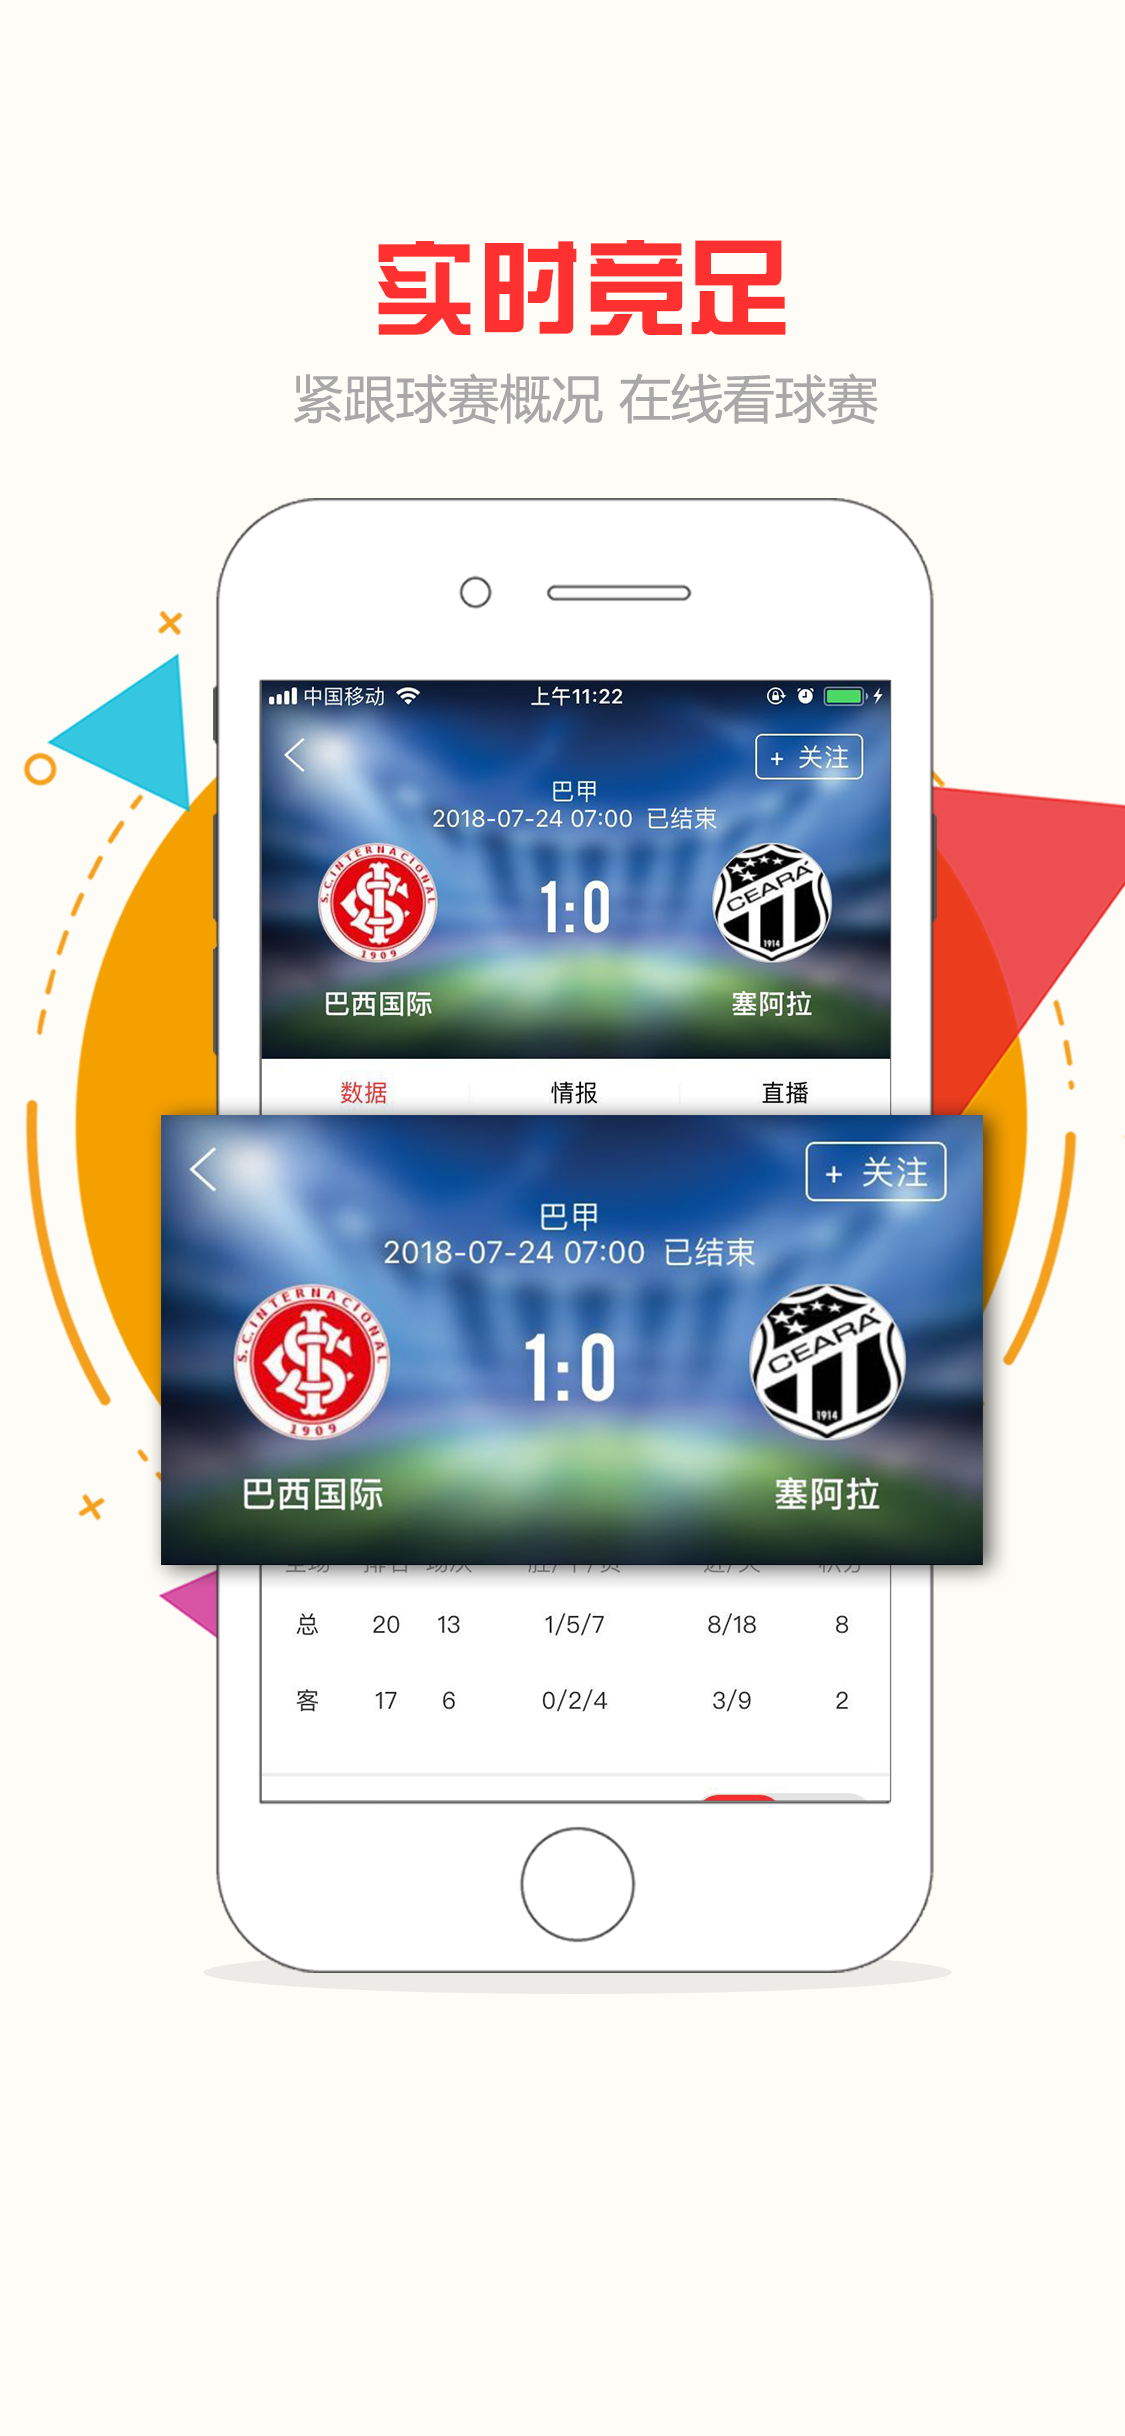 实时竞足
紧跟球赛概况 在线看球赛
中国移动 上午11:22
+ 关注
巴甲
2018-07-24 07:00 已结束
S.C.INTERNACIONAL
1909
1:0
CEARÁ
1914
巴西国际 塞阿拉
数据 情报 直播
+ 关注
巴甲
2018-07-24 07:00 已结束
S.C.INTERNACIONAL
1909
1:0
CEARÁ
1914
巴西国际 塞阿拉
总 20 13 1/5/7 8/18 8
客 17 6 0/2/4 3/9 2